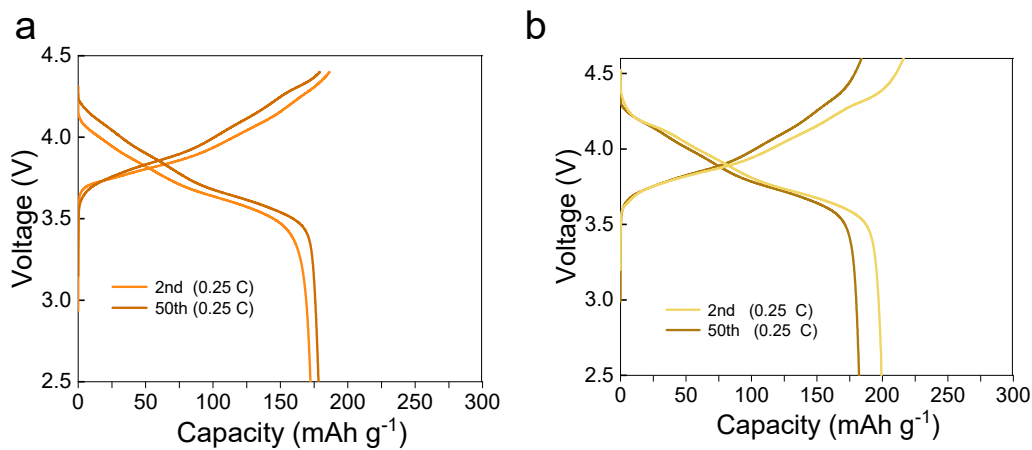 a
4.5
4.0
3.5
3.0
2.5
Voltage (V)
2nd (0.25 C)
50th (0.25 C)
0 50 100 150 200 250 300
Capacity (mAh g⁻¹)
b
4.5
4.0
3.5
3.0
2.5
Voltage (V)
2nd (0.25 C)
50th (0.25 C)
0 50 100 150 200 250 300
Capacity (mAh g⁻¹)